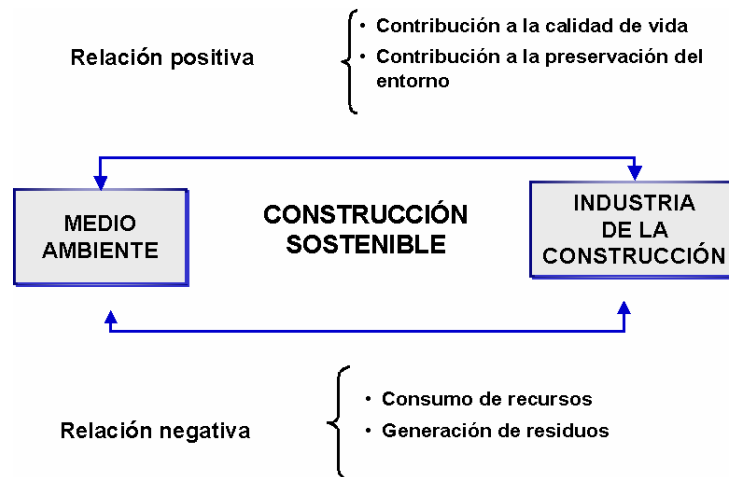 Relación positiva
• Contribución a la calidad de vida
• Contribución a la preservación del
entorno
MEDIO
AMBIENTE
CONSTRUCCIÓN
SOSTENIBLE
INDUSTRIA
DE LA
CONSTRUCCIÓN
Relación negativa
• Consumo de recursos
• Generación de residuos